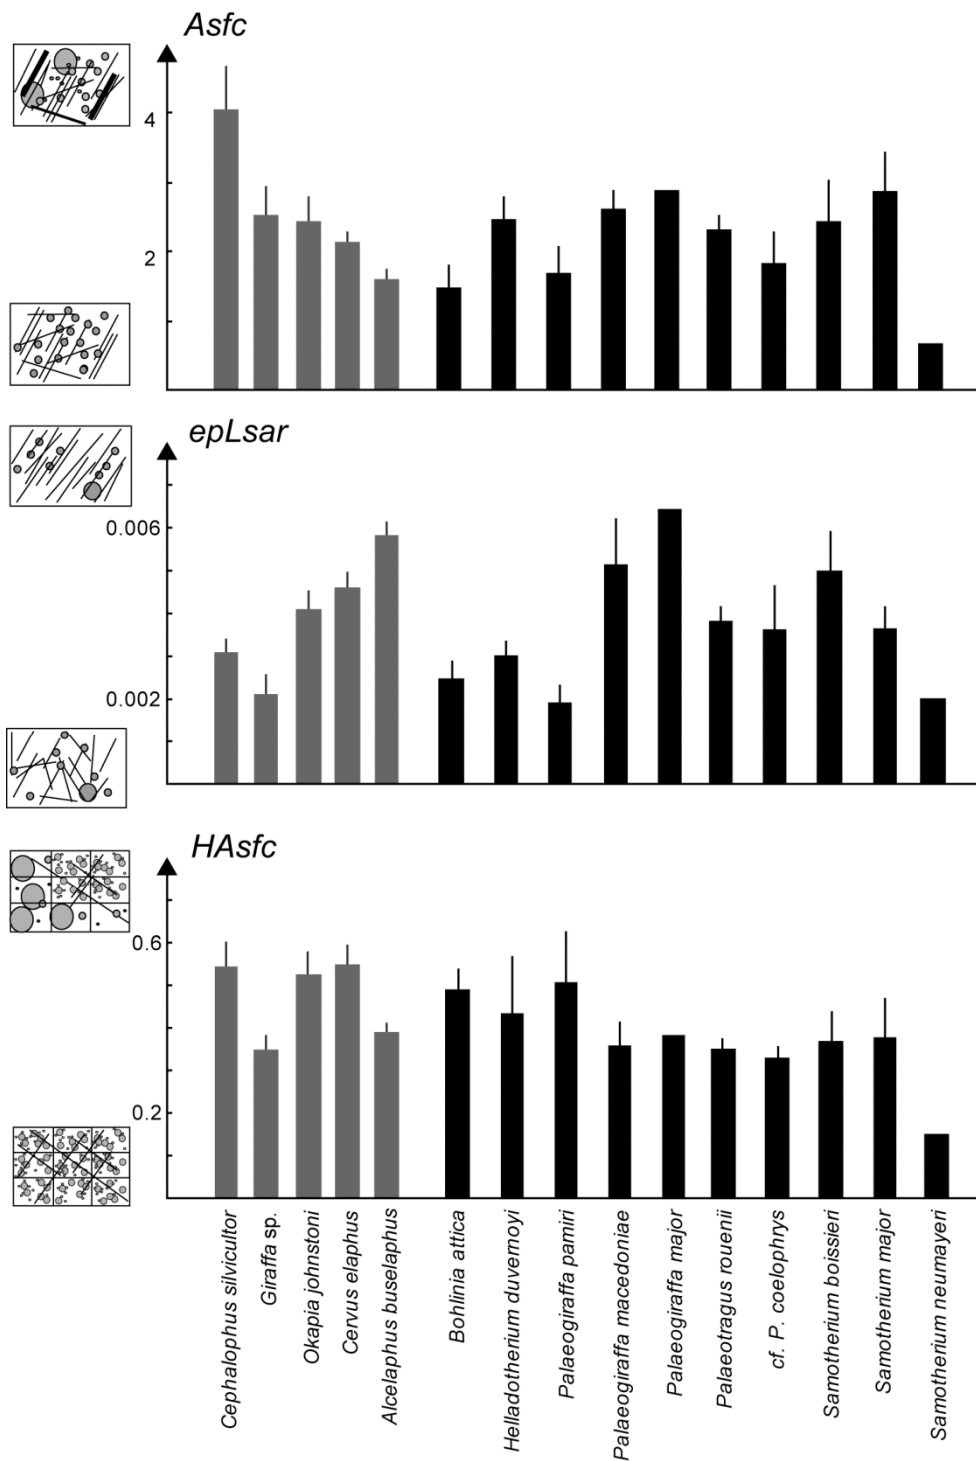 Asfc
4
2
epLsar
0.006
0.002
HAsfc
0.6
0.2
Cephalophus silvicultor
Giraffa sp.
Okapia johnstoni
Cervus elaphus
Alcelaphus buselaphus
Bohlinia attica
Helladotherium duvernoyi
Palaeogiraffa pamiri
Palaeogiraffa macedoniae
Palaeogiraffa major
Palaeotragus rouenii
cf. P. coelophrys
Samotherium boissieri
Samotherium major
Samotherium neumayeri